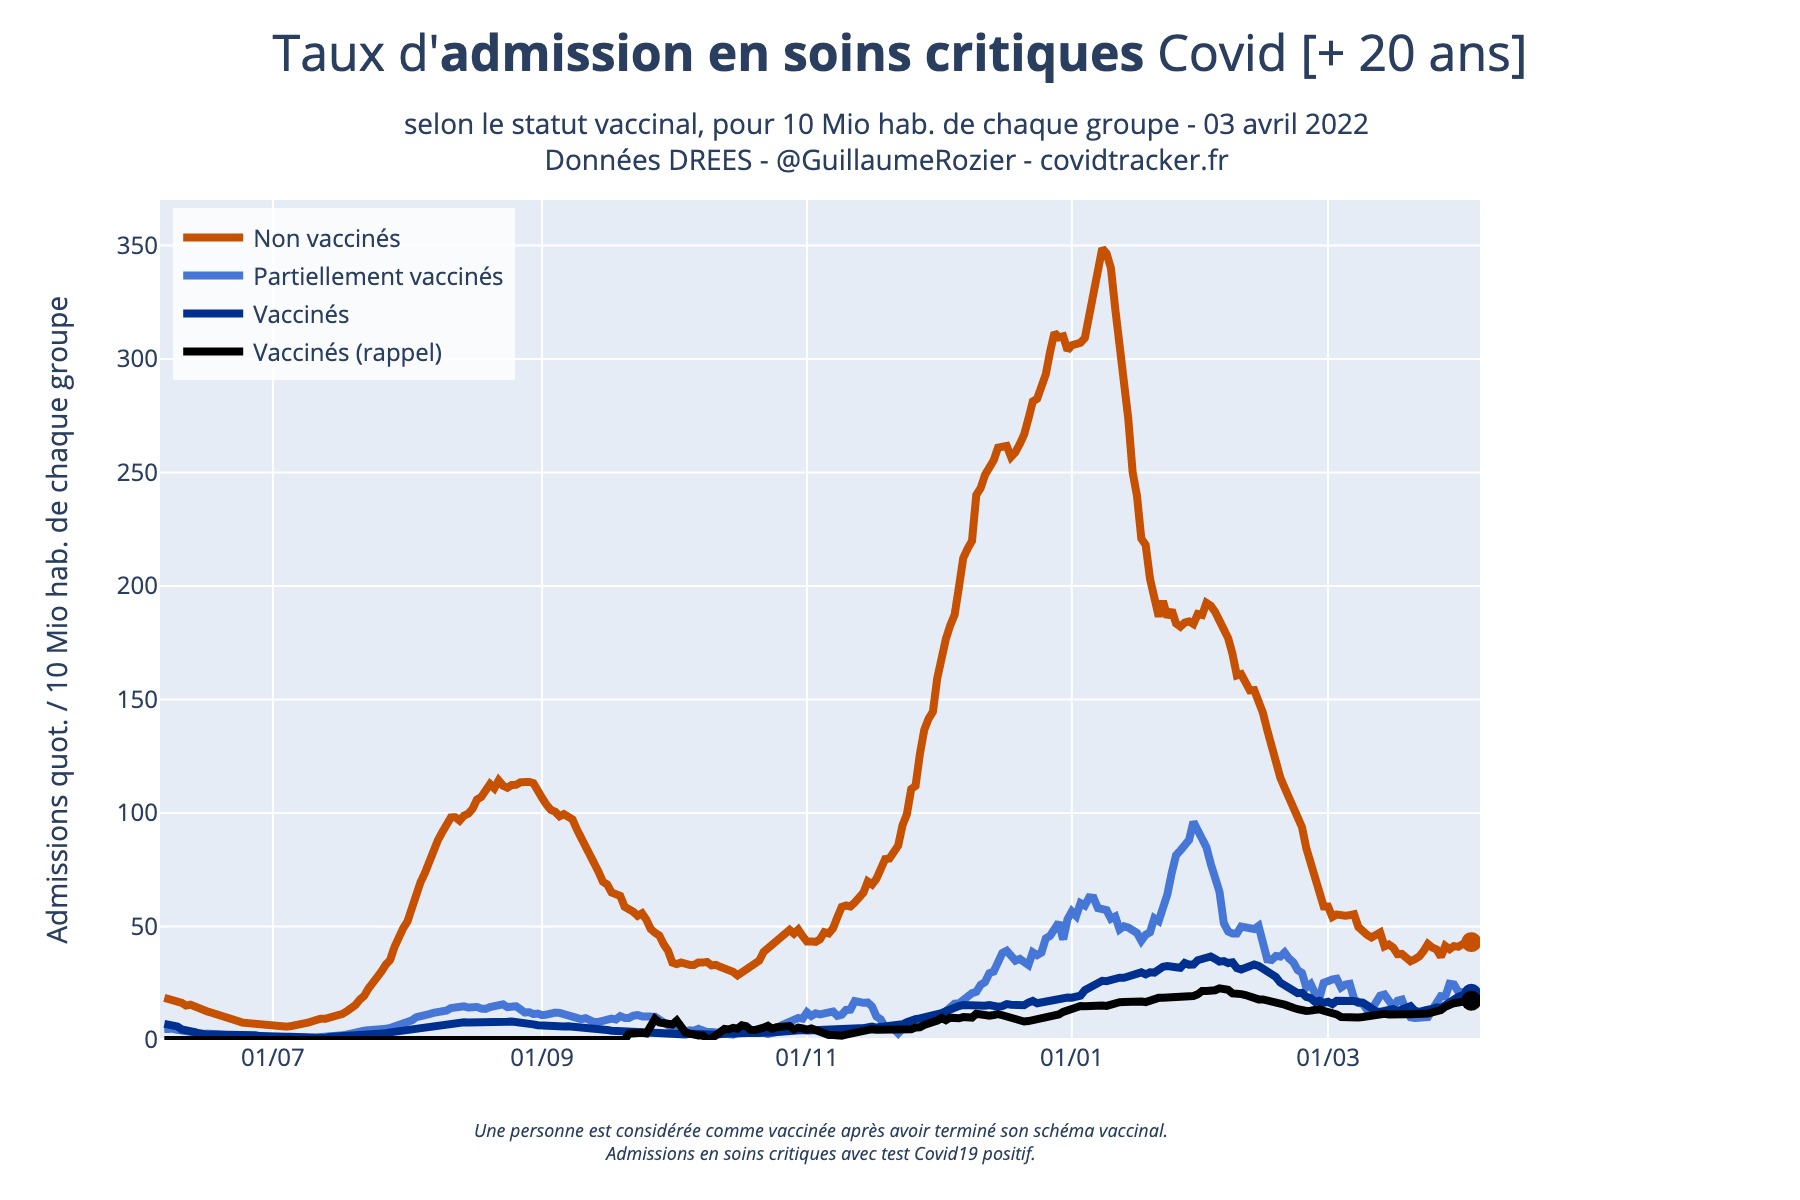 Taux d'admission en soins critiques Covid [+ 20 ans]
selon le statut vaccinal, pour 10 Mio hab. de chaque groupe - 03 avril 2022
Données DREES - @GuillaumeRozier - covidtracker.fr
Non vaccinés
Partiellement vaccinés
Vaccinés
Vaccinés (rappel)
Admissions quot. / 10 Mio hab. de chaque groupe
350
300
250
200
150
100
50
0
01/07
01/09
01/11
01/01
01/03
Une personne est considérée comme vaccinée après avoir terminé son schéma vaccinal.
Admissions en soins critiques avec test Covid19 positif.